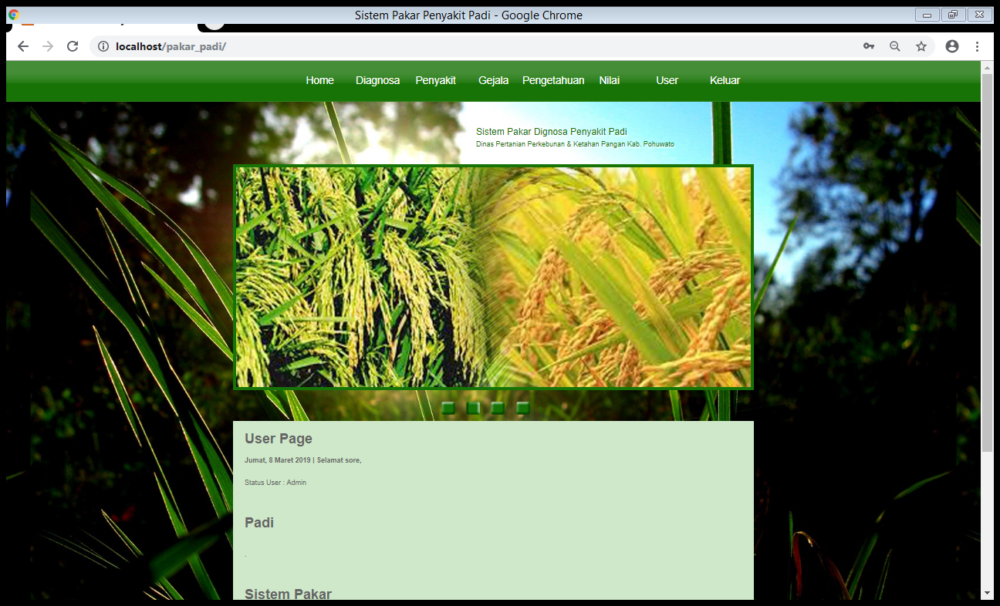 Sistem Pakar Penyakit Padi - Google Chrome
localhost/pakar_padi/
Home Diagnosa Penyakit Gejala Pengetahuan Nilai User Keluar
Sistem Pakar Dignosa Penyakit Padi
Dinas Pertanian Perkebunan & Ketahan Pangan Kab. Pohuwato
User Page
Jumat, 8 Maret 2019 | Selamat sore,
Status User : Admin
Padi
.
Sistem Pakar